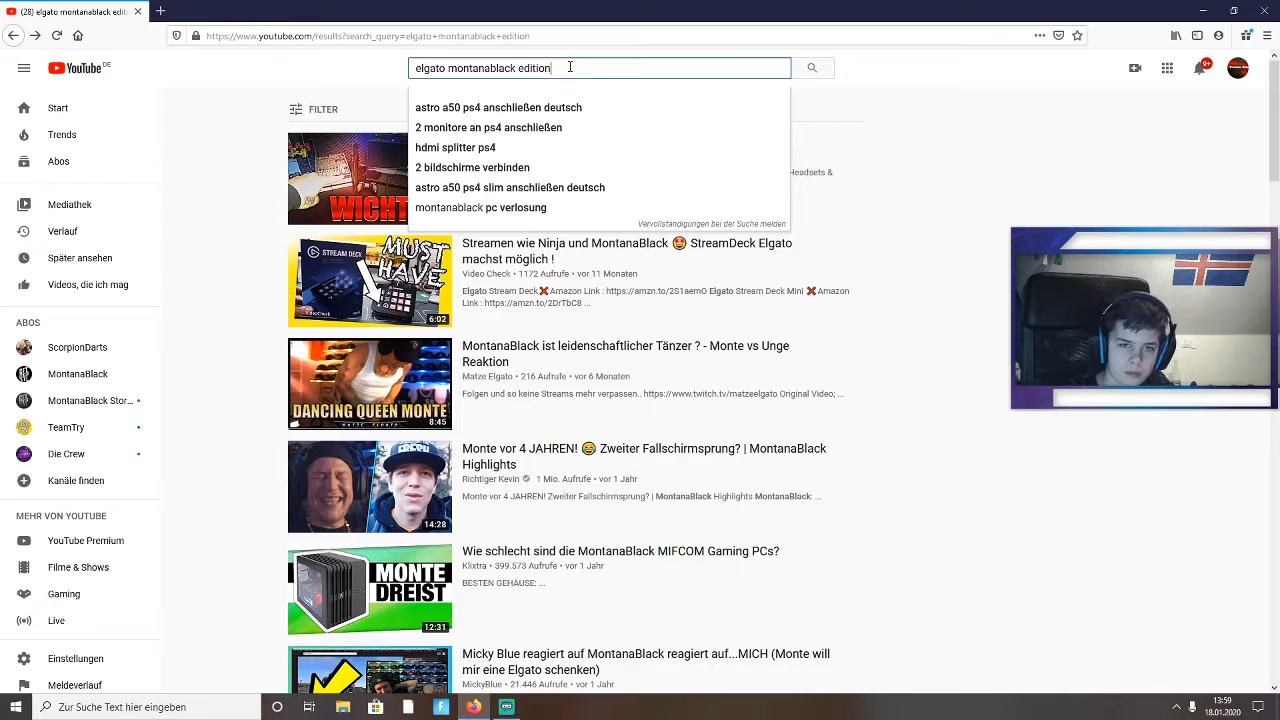 (28) elgato montanablack edition
https://www.youtube.com/results?search_query=elgato+montanablack+edition
YouTube DE
elgato montanablack edition
9+
astro a50 ps4 anschließen deutsch
2 monitore an ps4 anschließen
hdmi splitter ps4
2 bildschirme verbinden
astro a50 ps4 slim anschließen deutsch
montanablack pc verlosung
Vervollständigungen bei der Suche melden
Start
Trends
Abos
Mediathek
Verlauf
Später ansehen
Videos, die ich mag
ABOS
ScorpionDarts
MontanaBlack
MontanaBlack Stor...
TeamTry
Die Crew
Kanäle finden
MEHR VON YOUTUBE
YouTube Premium
Filme & Shows
Gaming
Live
Einstellungen
Meldeverlauf
FILTER
WICHT
Headsets &
STREAM DECK
MUST HAVE
VideoCheck
6:02
Streamen wie Ninja und MontanaBlack 🤩 StreamDeck Elgato
machst möglich !
Video Check • 1172 Aufrufe • vor 11 Monaten
Elgato Stream Deck❌Amazon Link : https://amzn.to/2S1aemO Elgato Stream Deck Mini ❌Amazon
Link : https://amzn.to/2DrTbC8 ...
DANCING QUEEN MONTE
MATZE ELGATO
8:45
MontanaBlack ist leidenschaftlicher Tänzer ? - Monte vs Unge
Reaktion
Matze Elgato • 216 Aufrufe • vor 6 Monaten
Folgen und so keine Streams mehr verpassen.. https://www.twitch.tv/matzeelgato Original Video; ...
14:28
Monte vor 4 JAHREN! 😂 Zweiter Fallschirmsprung? | MontanaBlack
Highlights
Richtiger Kevin 1 Mio. Aufrufe • vor 1 Jahr
Monte vor 4 JAHREN! Zweiter Fallschirmsprung? | MontanaBlack Highlights MontanaBlack: ...
MONTE
DREIST
12:31
Wie schlecht sind die MontanaBlack MIFCOM Gaming PCs?
Klixtra • 399.573 Aufrufe • vor 1 Jahr
BESTEN GEHÄUSE: ...
Micky Blue reagiert auf MontanaBlack reagiert auf...MICH (Monte will
mir eine Elgato schenken)
MickyBlue • 21.446 Aufrufe • vor 1 Jahr
Zur Suche Text hier eingeben
13:59
18.01.2020